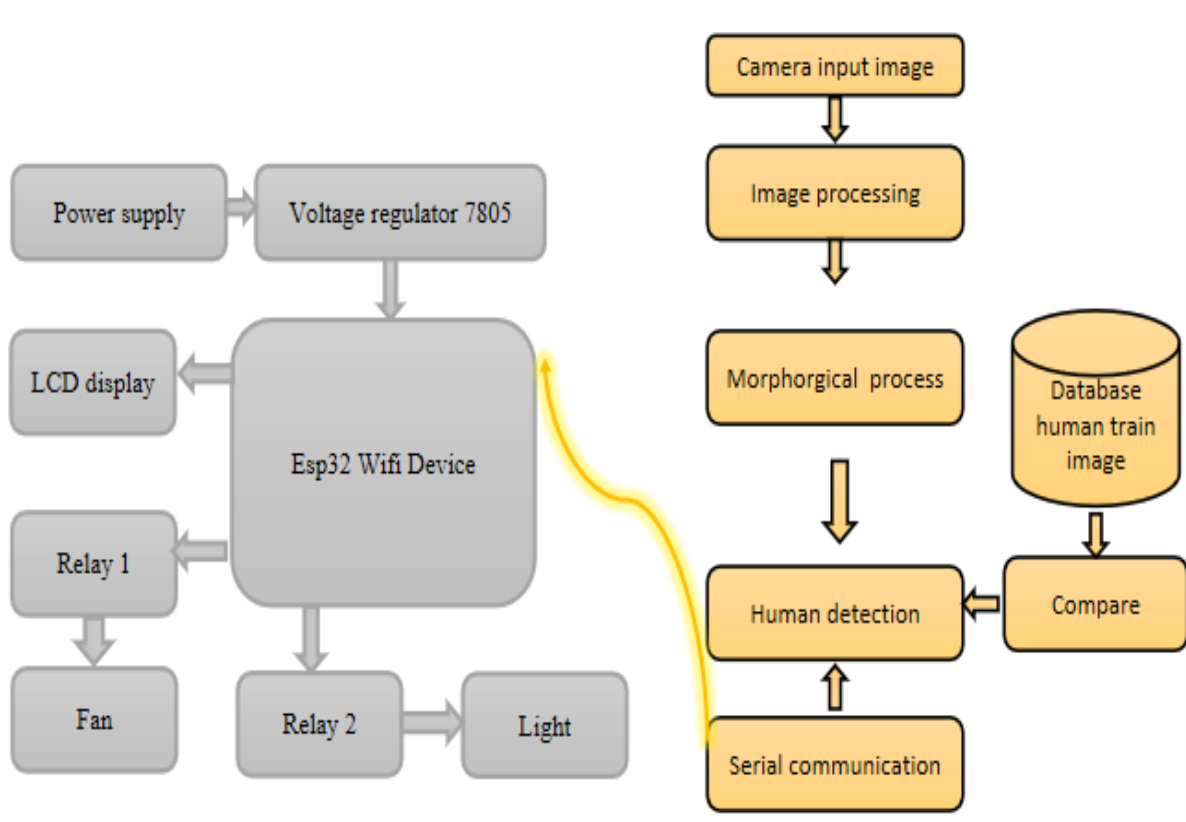 Camera input image
Image processing
Power supply
Voltage regulator 7805
LCD display
Morphorgical process
Database
human train
image
Esp32 Wifi Device
Relay 1
Human detection
Compare
Fan
Relay 2
Light
Serial communication